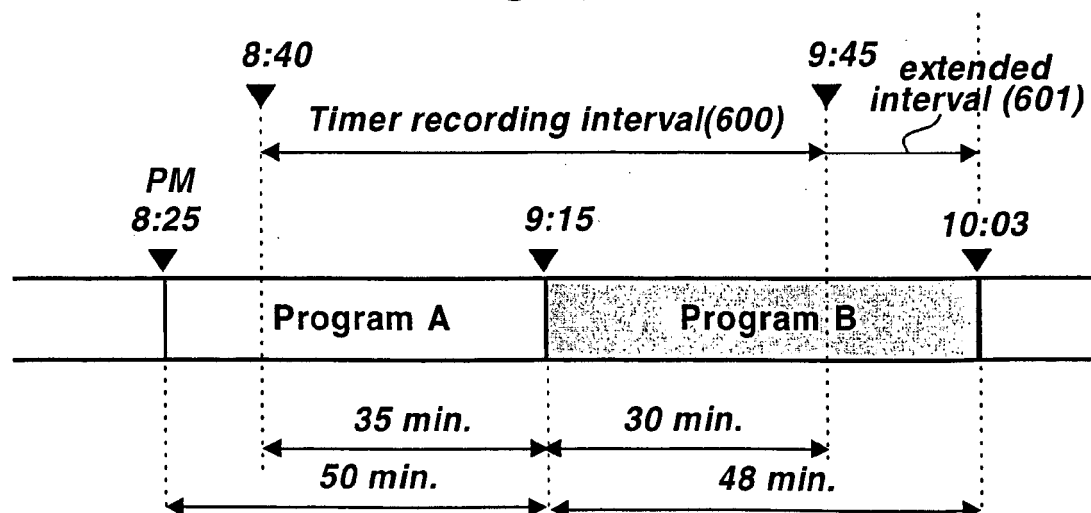 8:40
9:45
extended
interval (601)
Timer recording interval(600)
PM
8:25
9:15
10:03
Program A
Program B
35 min.
30 min.
50 min.
48 min.